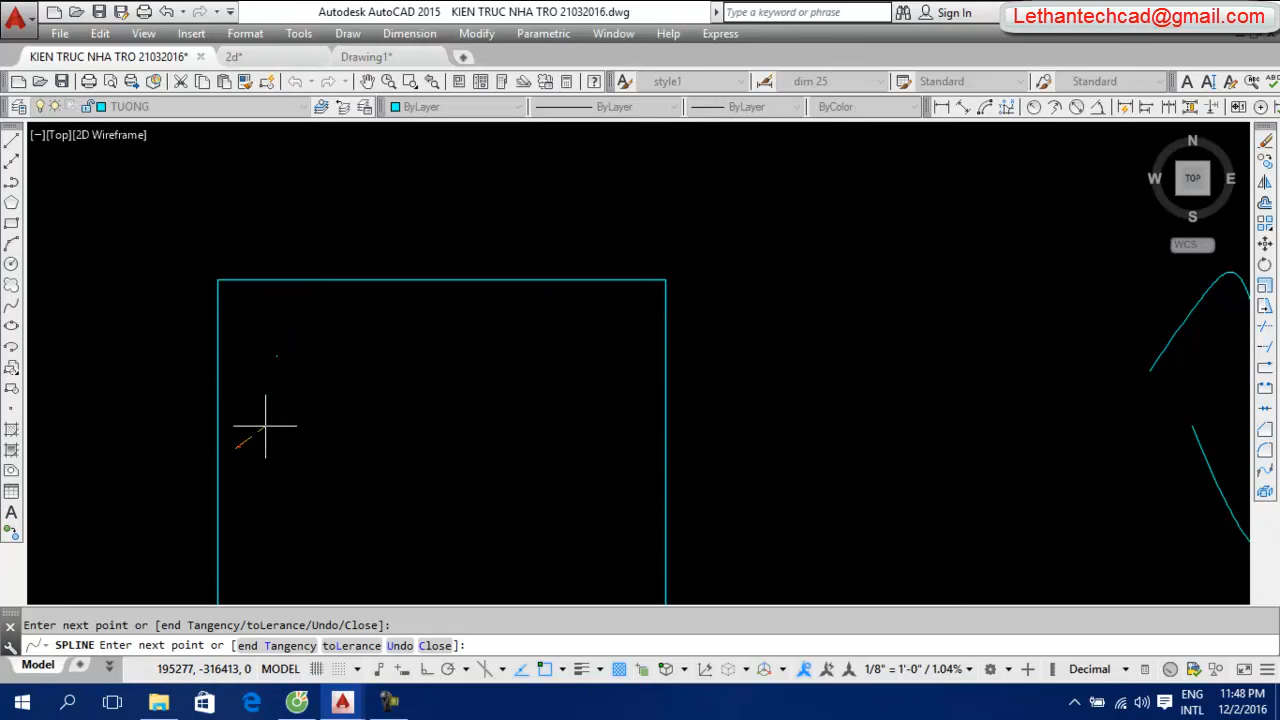 Autodesk AutoCAD 2015    KIEN TRUC NHA TRO 21032016.dwg
Type a keyword or phrase
Sign In
Lethantechcad@gmail.com
File Edit View Insert Format Tools Draw Dimension Modify Parametric Window Help Express
KIEN TRUC NHA TRO 21032016* 2d* Drawing1*
style1 dim 25 Standard Standard
TUONG ByLayer ByLayer ByLayer ByColor
[−][Top][2D Wireframe]
N
W TOP E
S
WCS
Enter next point or [end Tangency/toLerance/Undo/Close]:
SPLINE Enter next point or [end Tangency toLerance Undo Close]:
Model 195277, -316413, 0 MODEL 1/8" = 1'-0" / 1.04% Decimal
ENG 11:48 PM
INTL 12/2/2016